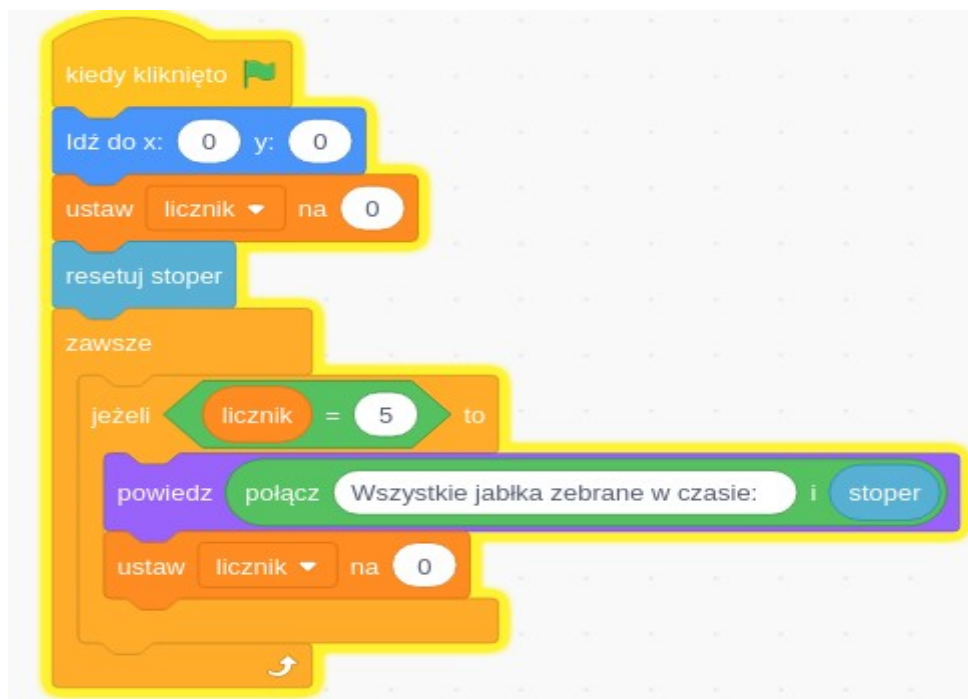 kiedy kliknięto
Idź do x: 0 y: 0
ustaw licznik na 0
resetuj stoper
zawsze
jeżeli licznik = 5 to
powiedz połącz Wszystkie jabłka zebrane w czasie: i stoper
ustaw licznik na 0